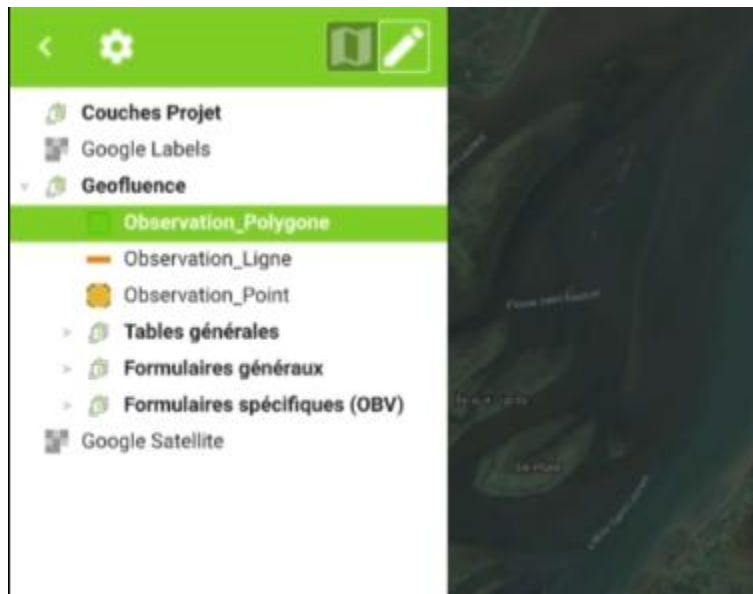 Couches Projet
Google Labels
Geofluence
Observation_Polygone
Observation_Ligne
Observation_Point
Tables générales
Formulaires généraux
Formulaires spécifiques (OBV)
Google Satellite